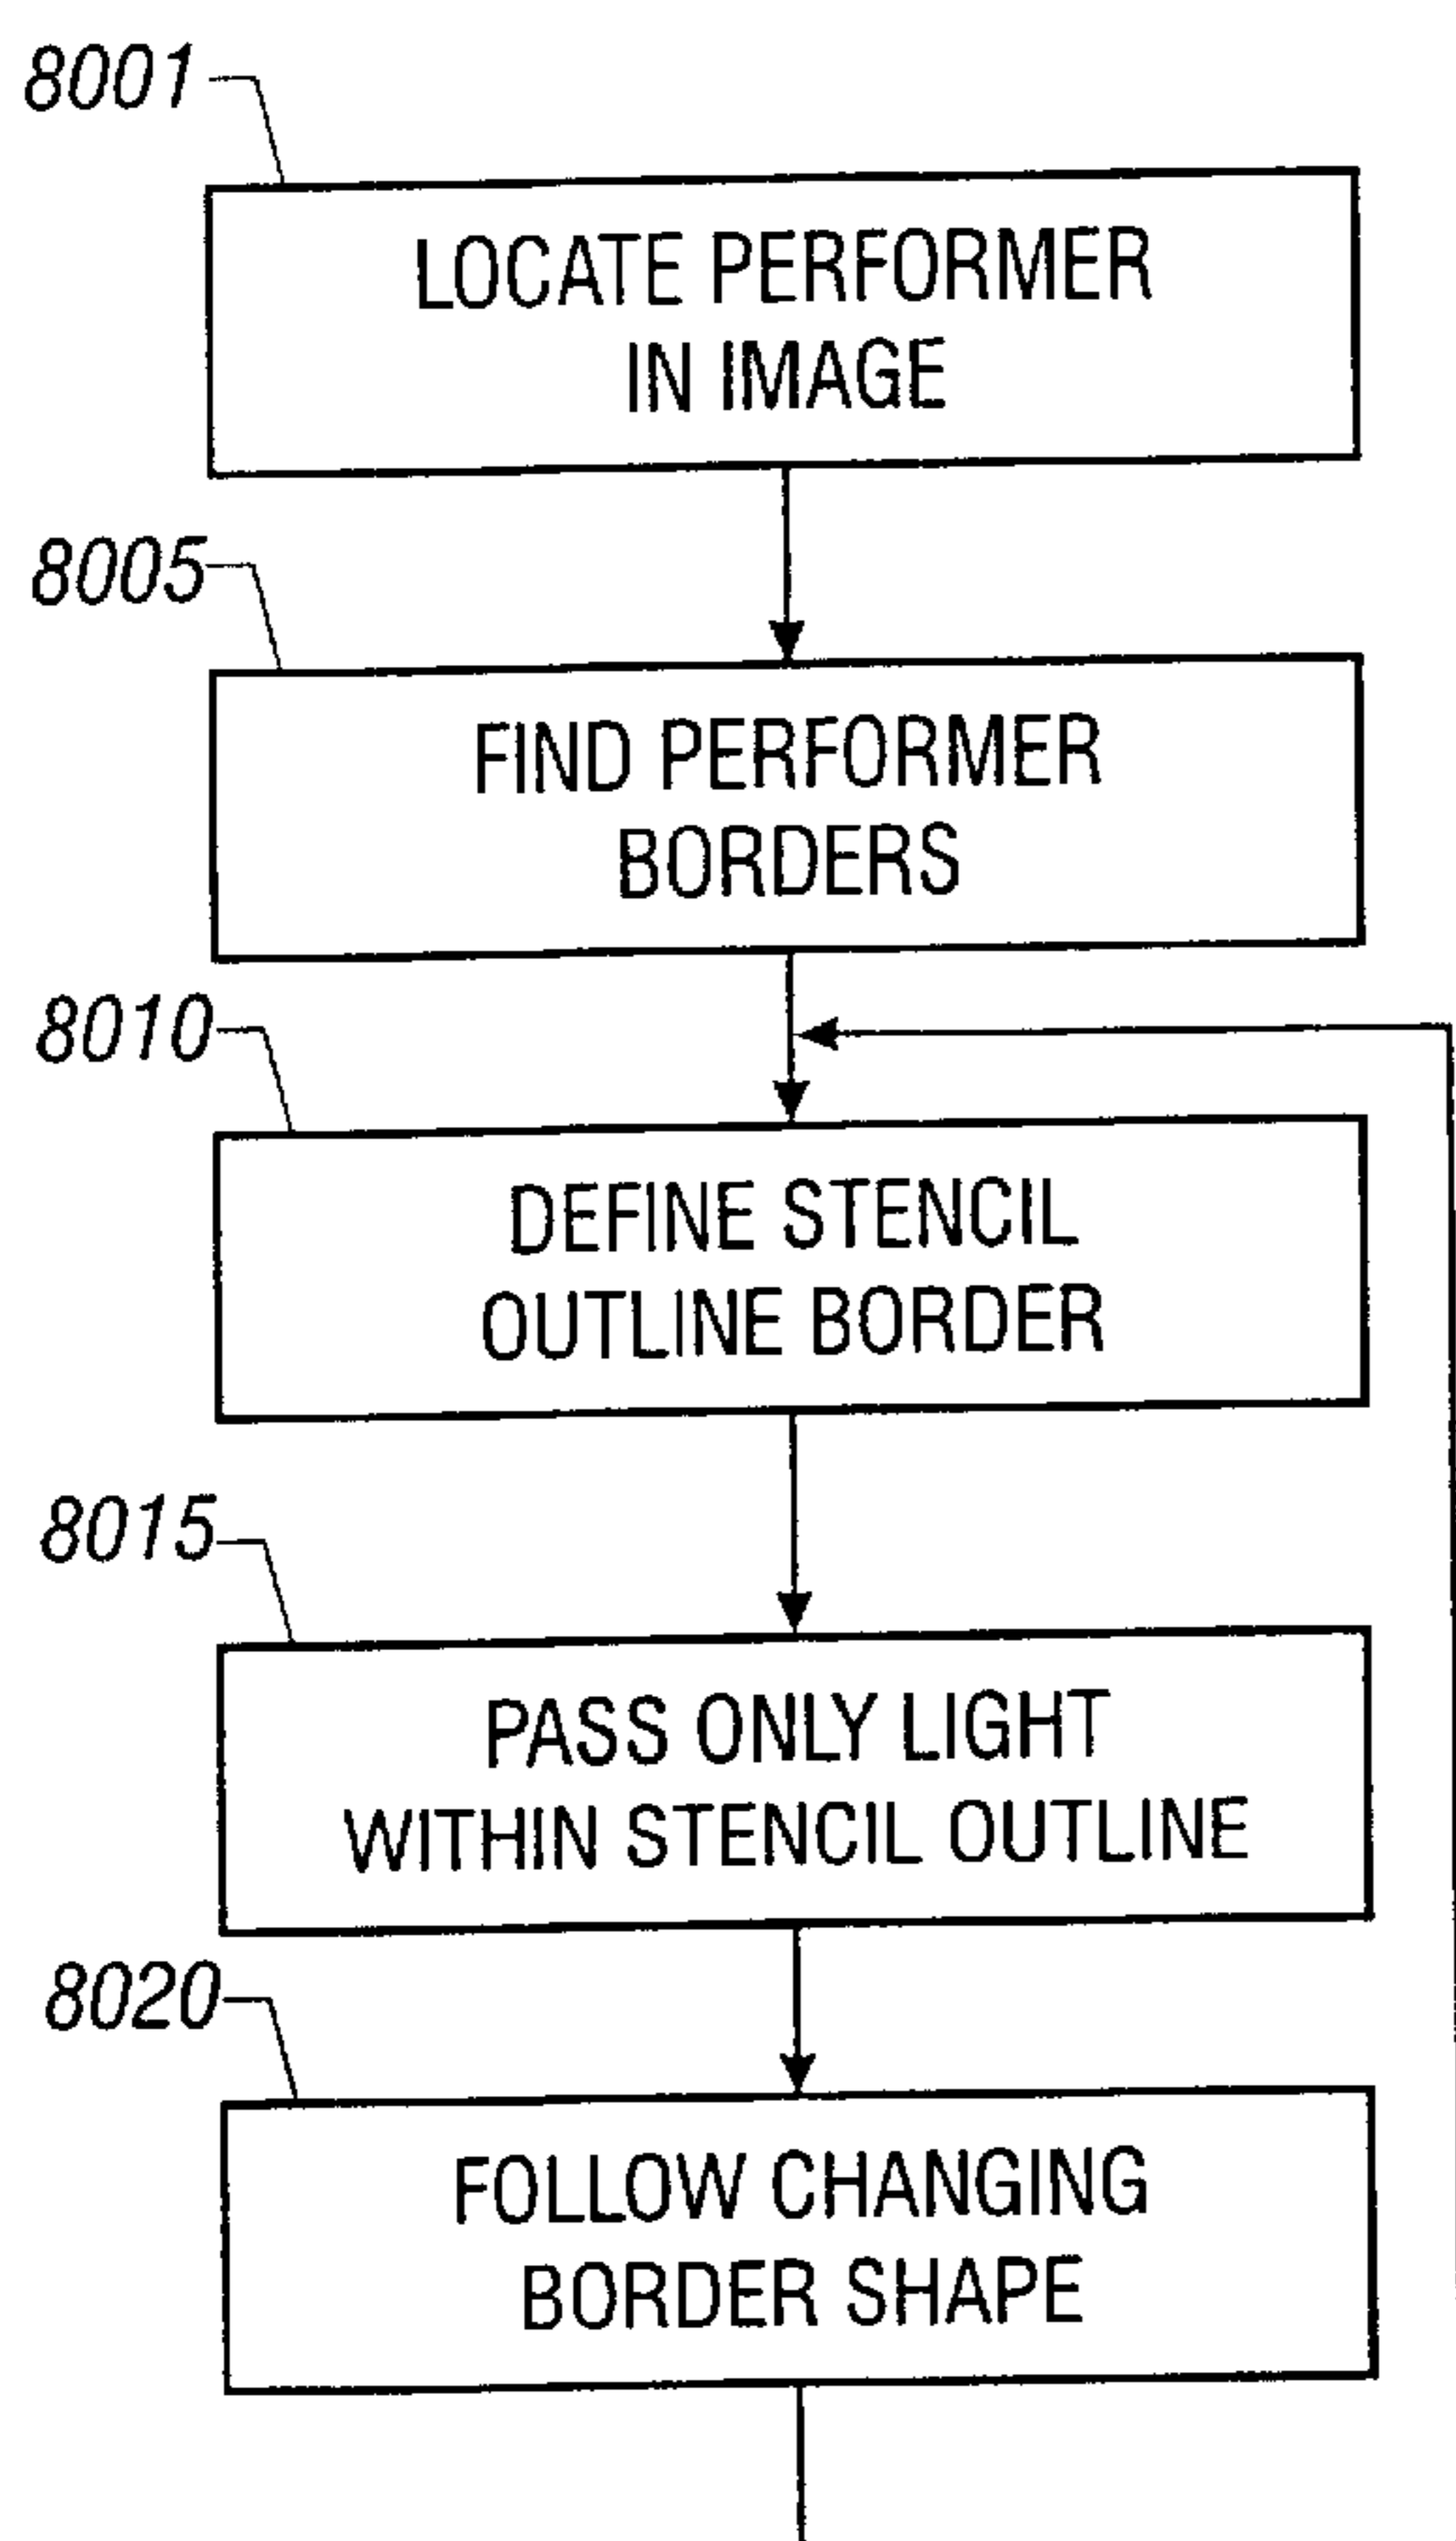 8001
LOCATE PERFORMER
IN IMAGE
8005
FIND PERFORMER
BORDERS
8010
DEFINE STENCIL
OUTLINE BORDER
8015
PASS ONLY LIGHT
WITHIN STENCIL OUTLINE
8020
FOLLOW CHANGING
BORDER SHAPE